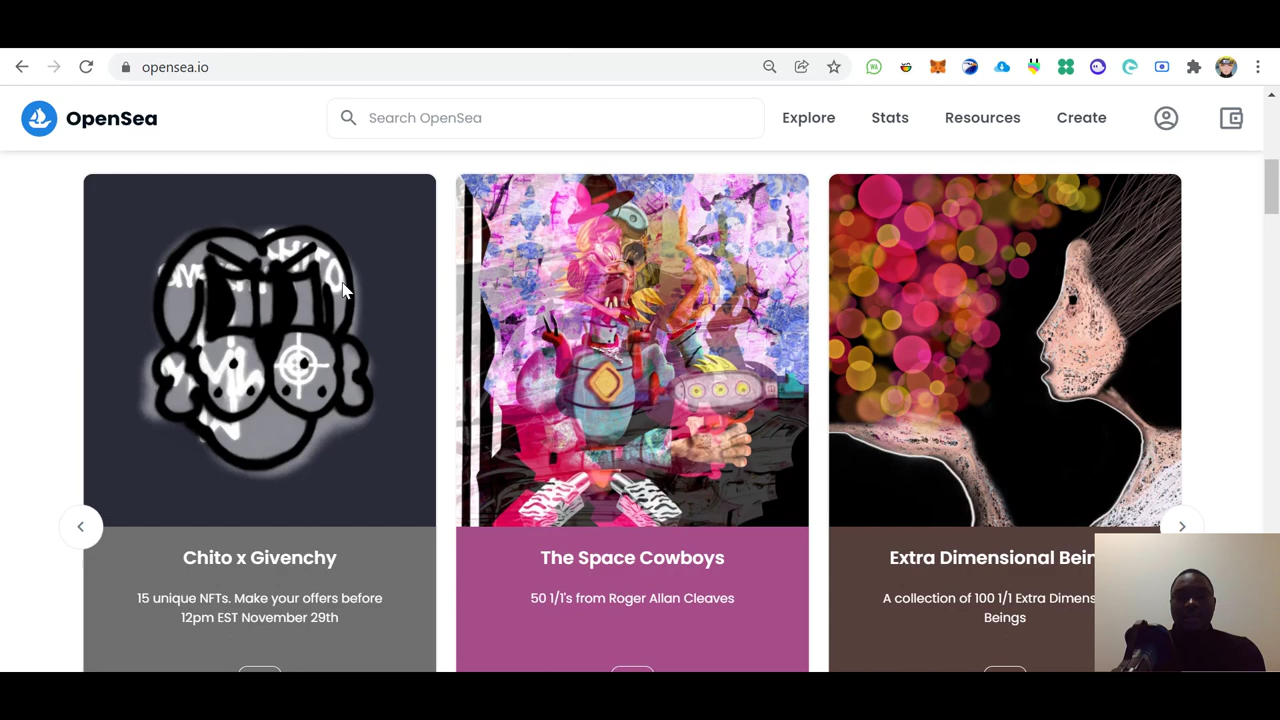 opensea.io
OpenSea
Search OpenSea
Explore
Stats
Resources
Create
Chito x Givenchy
15 unique NFTs. Make your offers before
12pm EST November 29th
The Space Cowboys
50 1/1's from Roger Allan Cleaves
Extra Dimensional Bein
A collection of 100 1/1 Extra Dimens
Beings